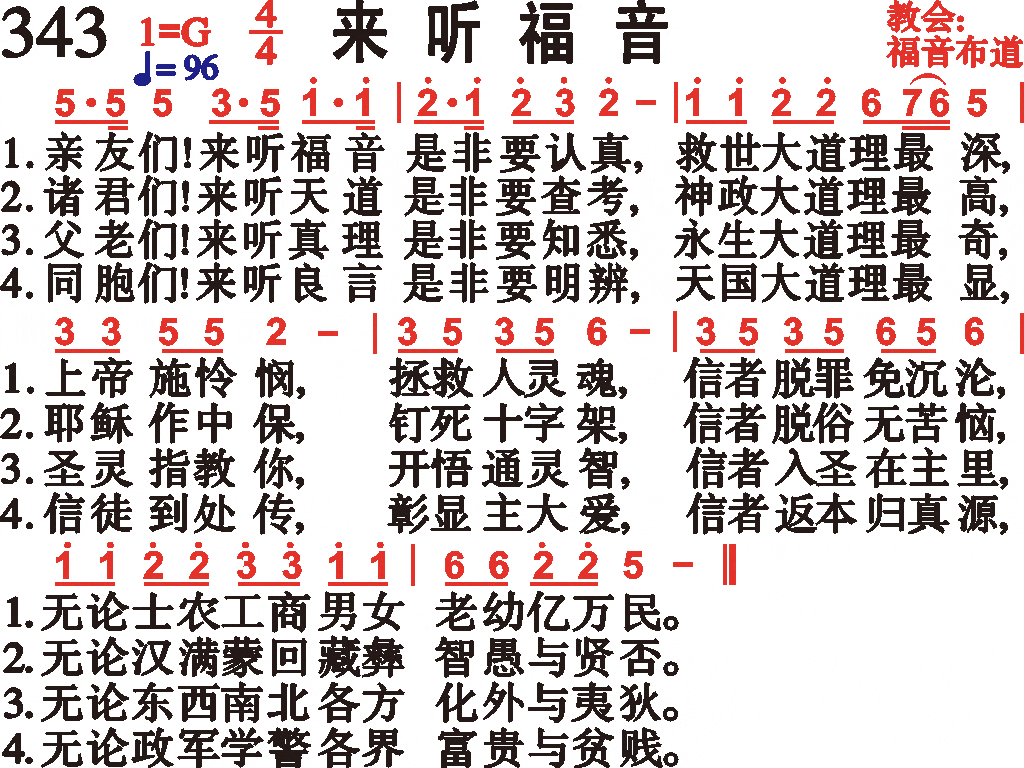 343 1=G 4/4 来听福音 教会:
♩= 96 福音布道
5·5 5 3·5 i·i | 2·i 2 3 2 – | i i 2 2 6 76 5 |
1.亲友们!来听福音 是非要认真, 救世大道理最 深,
2.诸君们!来听天道 是非要查考, 神政大道理最 高,
3.父老们!来听真理 是非要知悉, 永生大道理最 奇,
4.同胞们!来听良言 是非要明辨, 天国大道理最 显,
3 3 5 5 2 – | 3 5 3 5 6 – | 3 5 3 5 6 5 6 |
1.上帝施怜悯, 拯救人灵魂, 信者脱罪免沉沦,
2.耶稣作中保, 钉死十字架, 信者脱俗无苦恼,
3.圣灵指教你, 开悟通灵智, 信者入圣在主里,
4.信徒到处传, 彰显主大爱, 信者返本归真源,
i i 2 2 3 3 i i | 6 6 2 2 5 – ‖
1.无论士农工商男女 老幼亿万民。
2.无论汉满蒙回藏彝 智愚与贤否。
3.无论东西南北各方 化外与夷狄。
4.无论政军学警各界 富贵与贫贱。